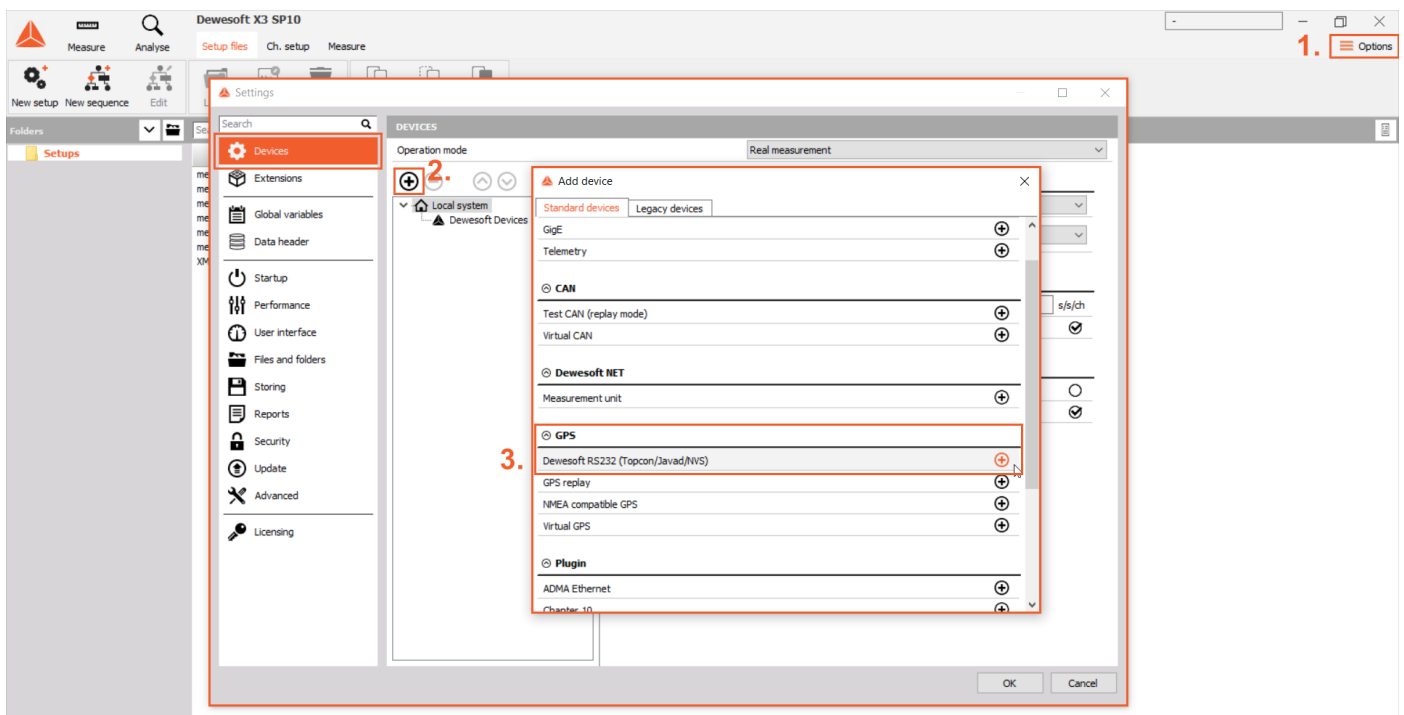 Dewesoft X3 SP10
-
Measure
Analyse
Setup files
Ch. setup
Measure
1.
Options
New setup
New sequence
Edit
Folders
Setups
Settings
Search
Devices
Extensions
Global variables
Data header
Startup
Performance
User interface
Files and folders
Storing
Reports
Security
Update
Advanced
Licensing
DEVICES
Operation mode
Real measurement
2.
Local system
Dewesoft Devices
s/s/ch
Add device
Standard devices
Legacy devices
GigE
Telemetry
CAN
Test CAN (replay mode)
Virtual CAN
Dewesoft NET
Measurement unit
GPS
3.
Dewesoft RS232 (Topcon/Javad/NVS)
GPS replay
NMEA compatible GPS
Virtual GPS
Plugin
ADMA Ethernet
Chapter 10
OK
Cancel